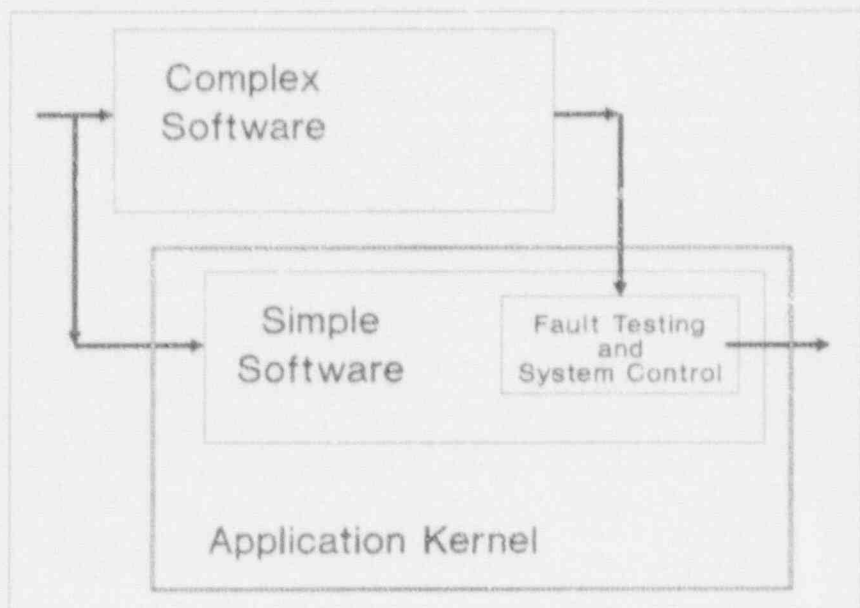 Complex
Software
Simple
Software
Fault Testing
and
System Control
Application Kernel